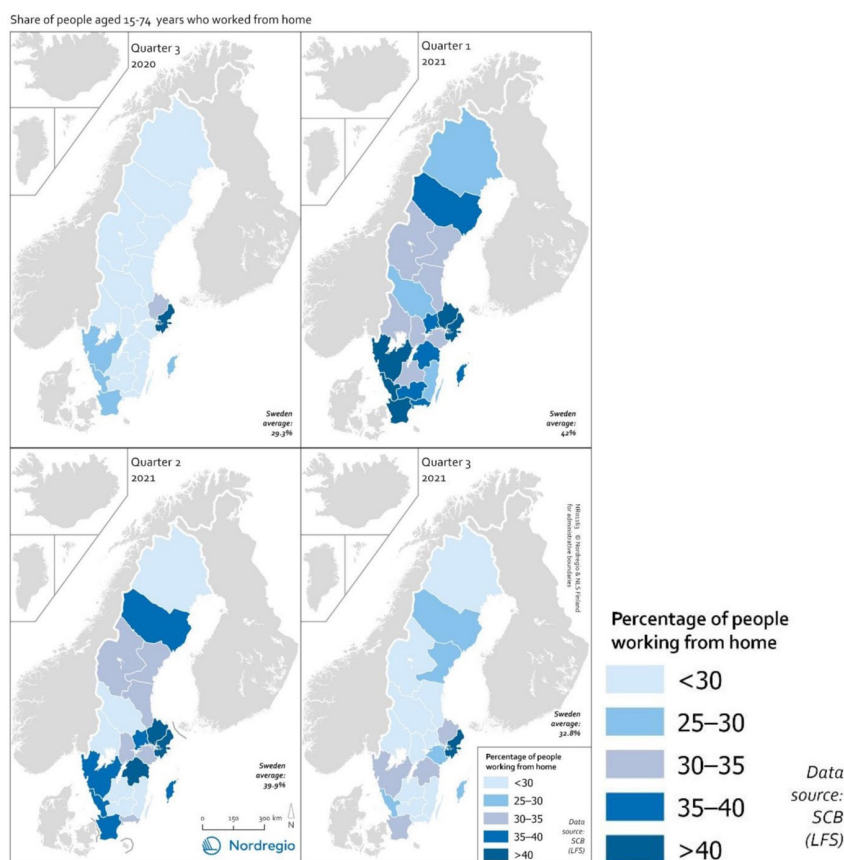 Share of people aged 15-74 years who worked from home
Quarter 3
2020
Sweden
average:
29.3%
Quarter 1
2021
Sweden
average:
42%
Quarter 2
2021
Sweden
average:
39.9%
0 150 300 km
N
Nordregio
Quarter 3
2021
NR01163 © Nordregio & NLS Finland
for administrative boundaries
Sweden
average:
32.8%
Percentage of people
working from home
<30
25–30
30–35
35–40
>40
Data
source:
SCB
(LFS)
Percentage of people
working from home
<30
25–30
30–35
35–40
>40
Data
source:
SCB
(LFS)